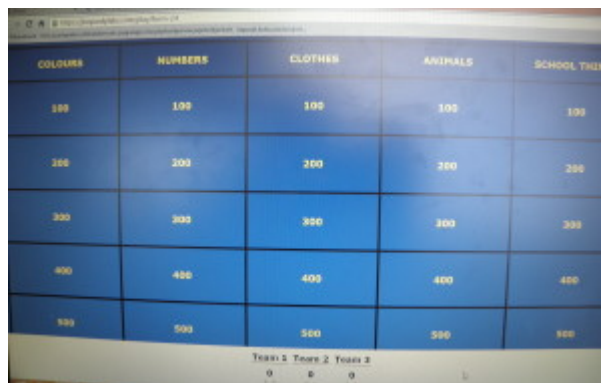 COLOURS NUMBERS CLOTHES ANIMALS SCHOOL
100 100 100 100 100
200 200 200 200 200
300 300 300 300 300
400 400 400 400 400
500 500 500 500 500
Team 1 Team 2 Team 3
0 0 0